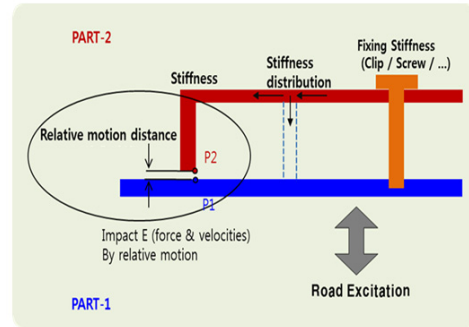 PART-2
Fixing Stiffness
(Clip / Screw / ...)
Stiffness
distribution
Stiffness
Relative motion distance
P2
P1
Impact E (force & velocities)
By relative motion
Road Excitation
PART-1